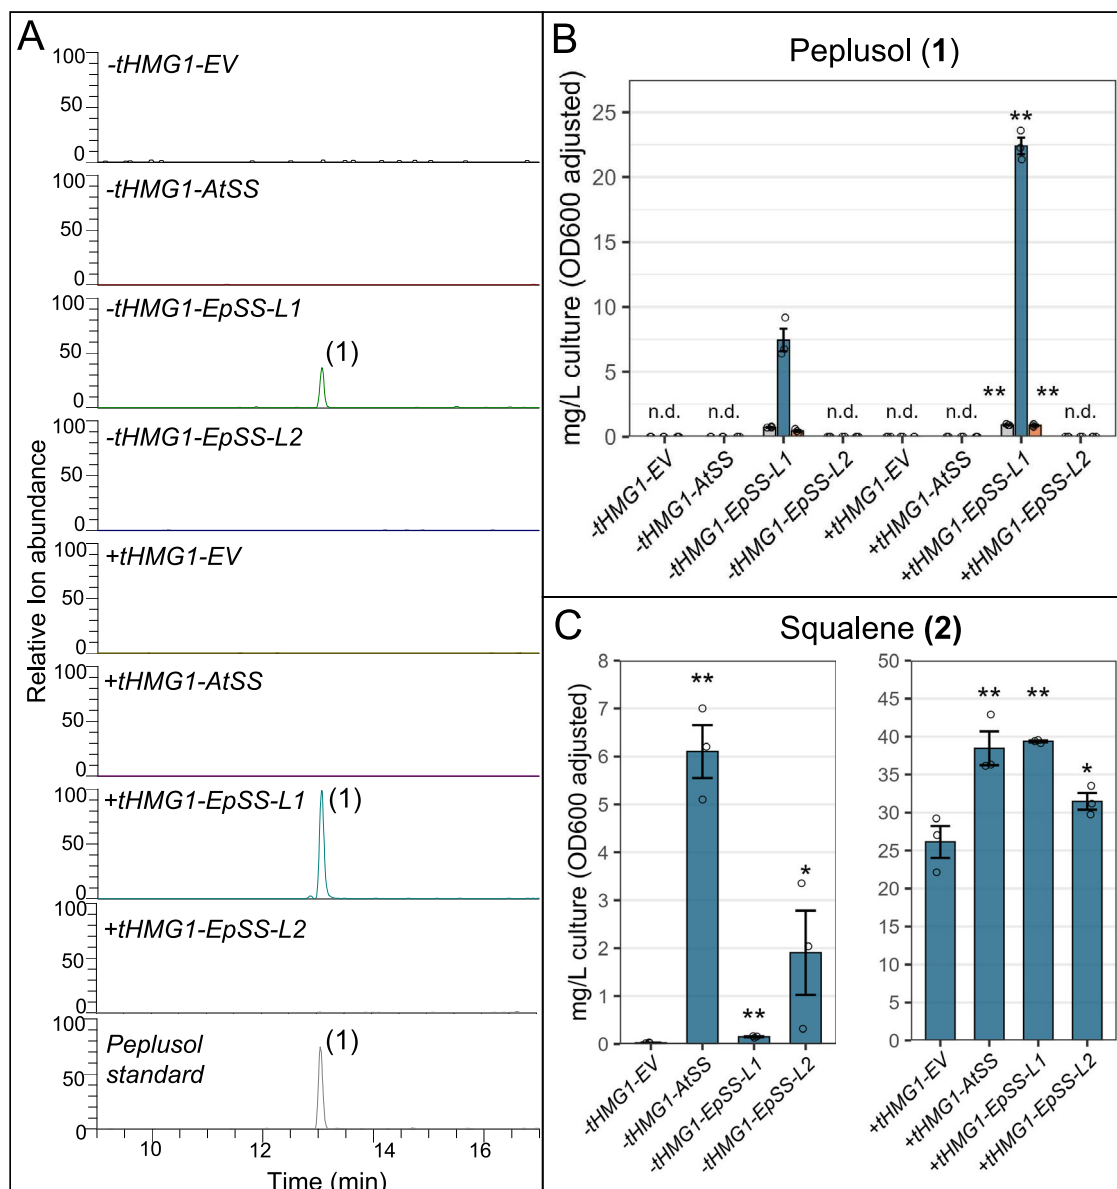 A
-tHMG1-EV
100
50
0
-tHMG1-AtSS
100
50
0
-tHMG1-EpSS-L1
100
50
0
(1)
-tHMG1-EpSS-L2
100
50
0
+tHMG1-EV
100
50
0
+tHMG1-AtSS
100
50
0
+tHMG1-EpSS-L1
100
50
0
(1)
+tHMG1-EpSS-L2
100
50
0
Peplusol
standard
100
50
0
(1)
10 12 14 16
Time (min)
Relative Ion abundance
B
Peplusol (1)
mg/L culture (OD600 adjusted)
25
20
15
10
5
0
n.d. n.d. n.d. n.d. n.d. ** ** ** n.d.
-tHMG1-EV
-tHMG1-AtSS
-tHMG1-EpSS-L1
-tHMG1-EpSS-L2
+tHMG1-EV
+tHMG1-AtSS
+tHMG1-EpSS-L1
+tHMG1-EpSS-L2
C
Squalene (2)
mg/L culture (OD600 adjusted)
8
7
6
5
4
3
2
1
0
** ** *
-tHMG1-EV
-tHMG1-AtSS
-tHMG1-EpSS-L1
-tHMG1-EpSS-L2
50
45
40
35
30
25
20
15
10
5
0
** ** *
+tHMG1-EV
+tHMG1-AtSS
+tHMG1-EpSS-L1
+tHMG1-EpSS-L2